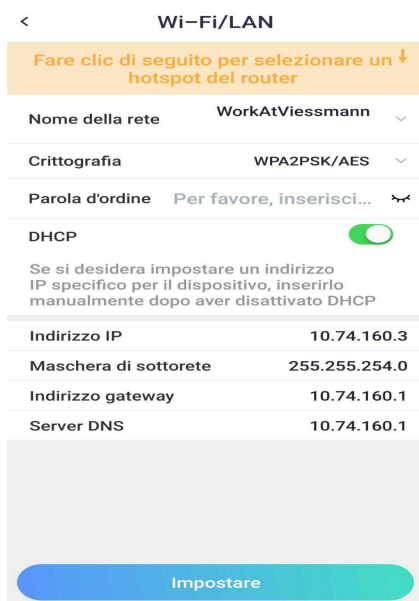 Wi-Fi/LAN
Fare clic di seguito per selezionare un
hotspot del router
Nome della rete WorkAtViessmann
Crittografia WPA2PSK/AES
Parola d'ordine Per favore, inserisci...
DHCP
Se si desidera impostare un indirizzo
IP specifico per il dispositivo, inserirlo
manualmente dopo aver disattivato DHCP
Indirizzo IP 10.74.160.3
Maschera di sottorete 255.255.254.0
Indirizzo gateway 10.74.160.1
Server DNS 10.74.160.1
Impostare